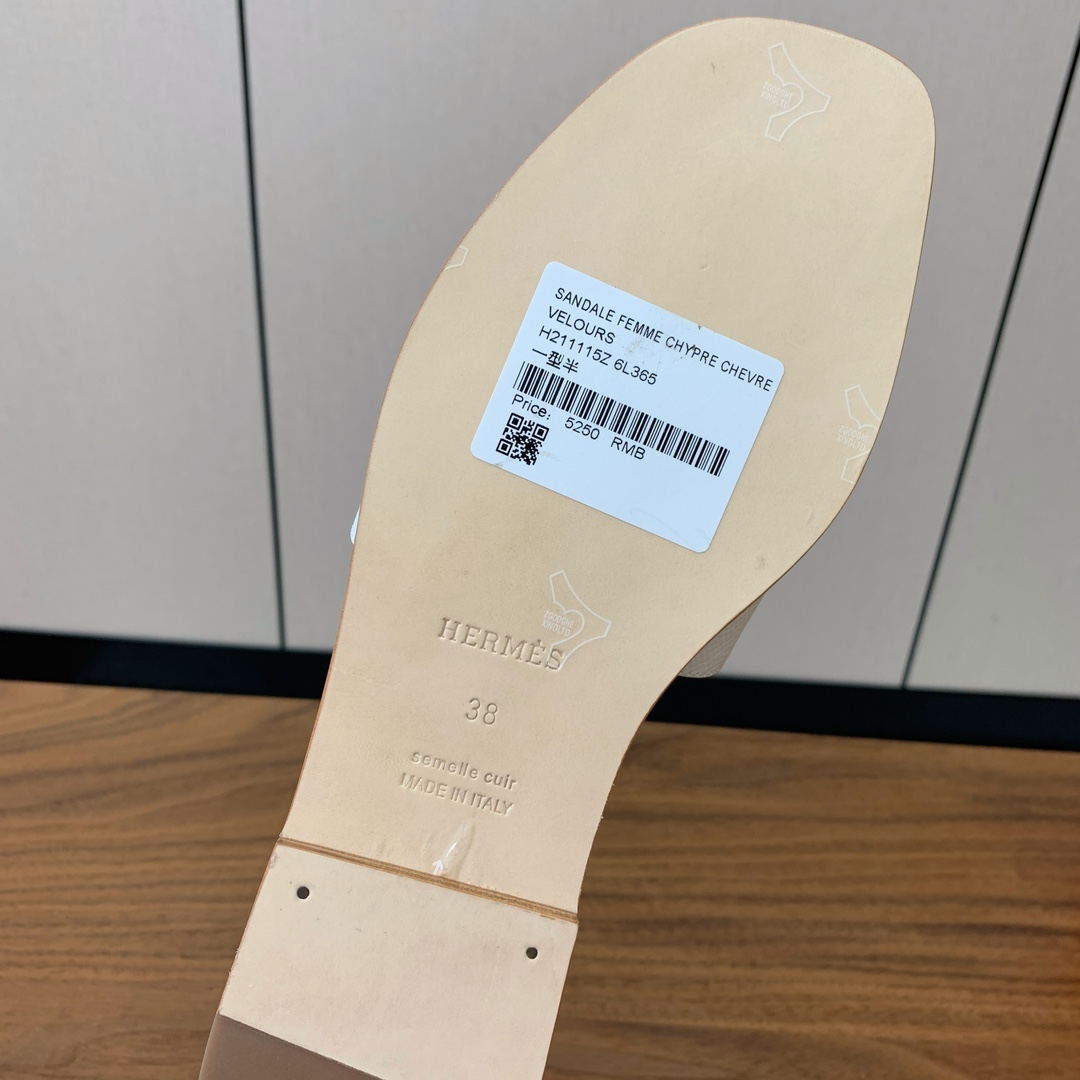 SANDALE FEMME CHYPRE CHEVRE
VELOURS
H211115Z 6L365
一型半
Price: 5250 RMB
HERMÈS
38
semelle cuir
MADE IN ITALY